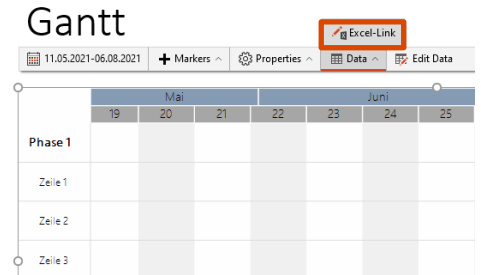 Gantt
Excel-Link
11.05.2021-06.08.2021 Markers Properties Data Edit Data
Mai Juni
19 20 21 22 23 24 25
Phase 1
Zeile 1
Zeile 2
Zeile 3